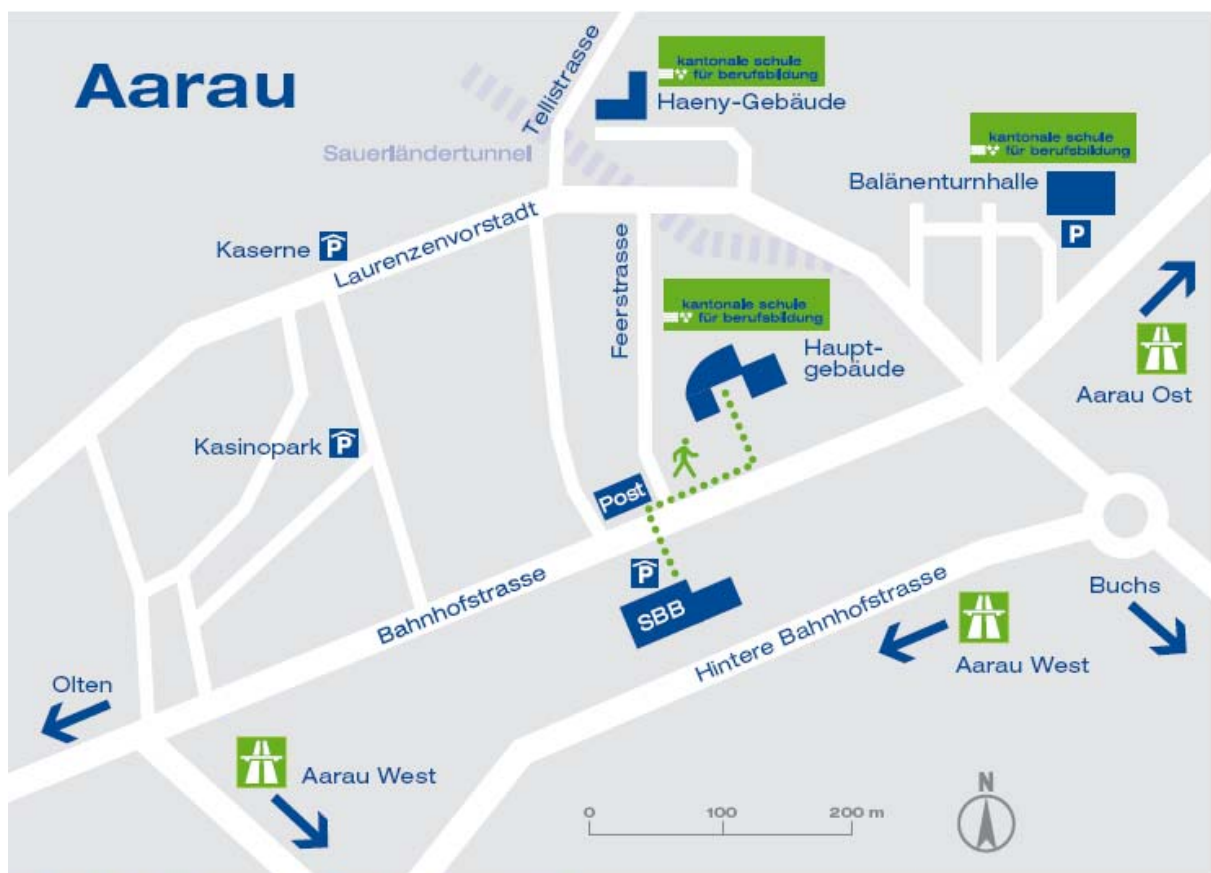 Aarau
Tellistrasse
kantonale schule
für berufsbildung
Haeny-Gebäude
Sauerländertunnel
kantonale schule
für berufsbildung
Balänenturnhalle
P
Kaserne P
Laurenzenvorstadt
Feerstrasse
kantonale schule
für berufsbildung
Haupt-
gebäude
Aarau Ost
Kasinopark P
Post
Bahnhofstrasse
P
SBB
Hintere Bahnhofstrasse
Buchs
Aarau West
Olten
Aarau West
0 100 200 m
N